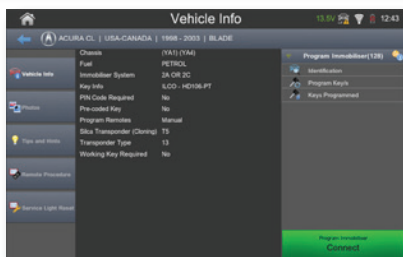 Vehicle Info
13.5V
12:43
ACURA CL | USA-CANADA | 1998 - 2003 | BLADE
Vehicle Info
Photos
Tips and Hints
Remote Procedure
Service Light Reset
Chassis (YA1) (YA4)
Fuel PETROL
Immobiliser System 2A OR 2C
Key Info ILCO - HD106-PT
PIN Code Required No
Pre-coded Key No
Program Remotes Manual
Silca Transponder (Cloning) T5
Transponder Type 13
Working Key Required No
Program Immobiliser(128)
Identification
Program Key/s
Keys Programmed
Program Immobiliser
Connect